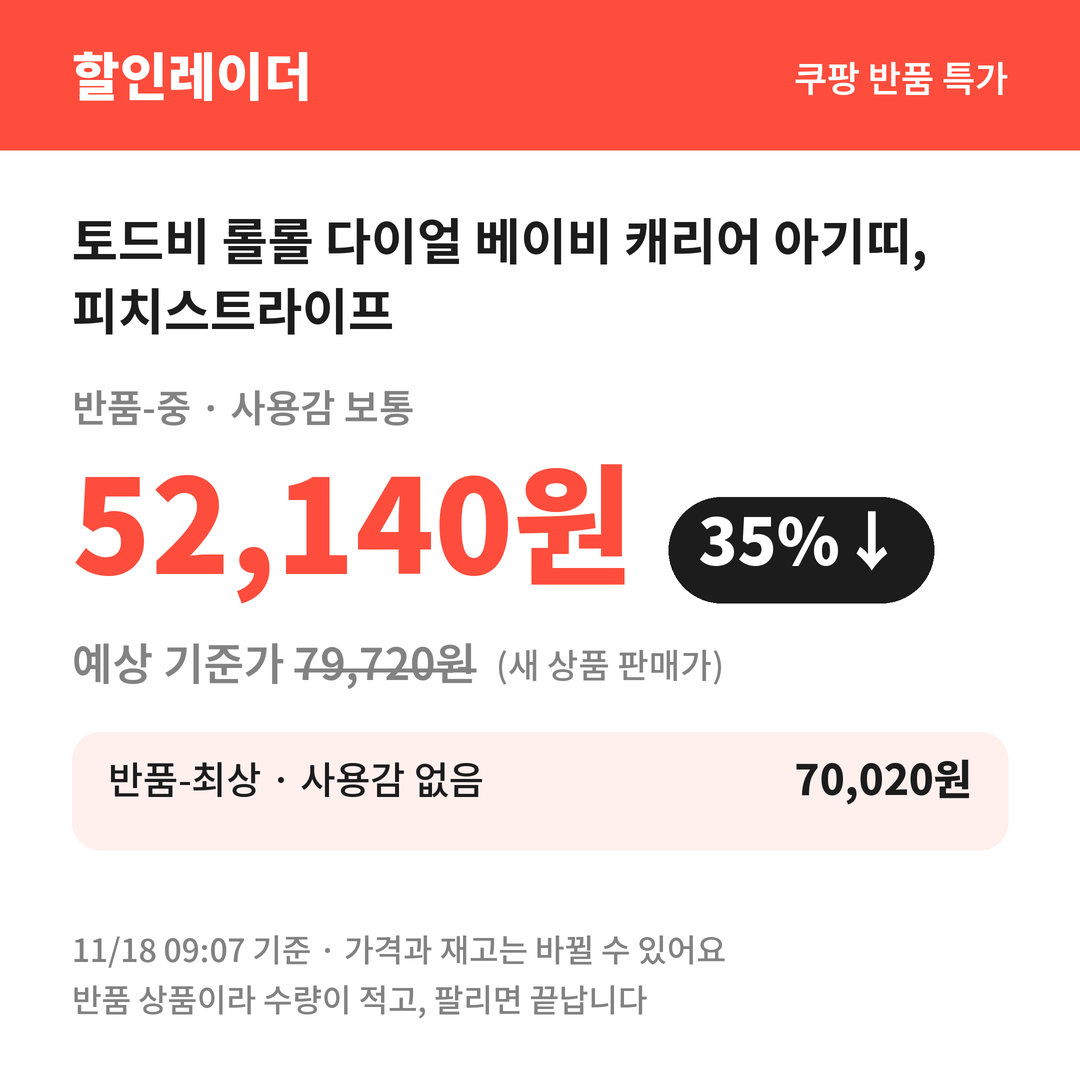 할인레이더
쿠팡 반품 특가
토드비 롤롤 다이얼 베이비 캐리어 아기띠,
피치스트라이프
반품-중 · 사용감 보통
52,140원
35%↓
예상 기준가 79,720원 (새 상품 판매가)
반품-최상 · 사용감 없음 70,020원
11/18 09:07 기준 · 가격과 재고는 바뀔 수 있어요
반품 상품이라 수량이 적고, 팔리면 끝납니다